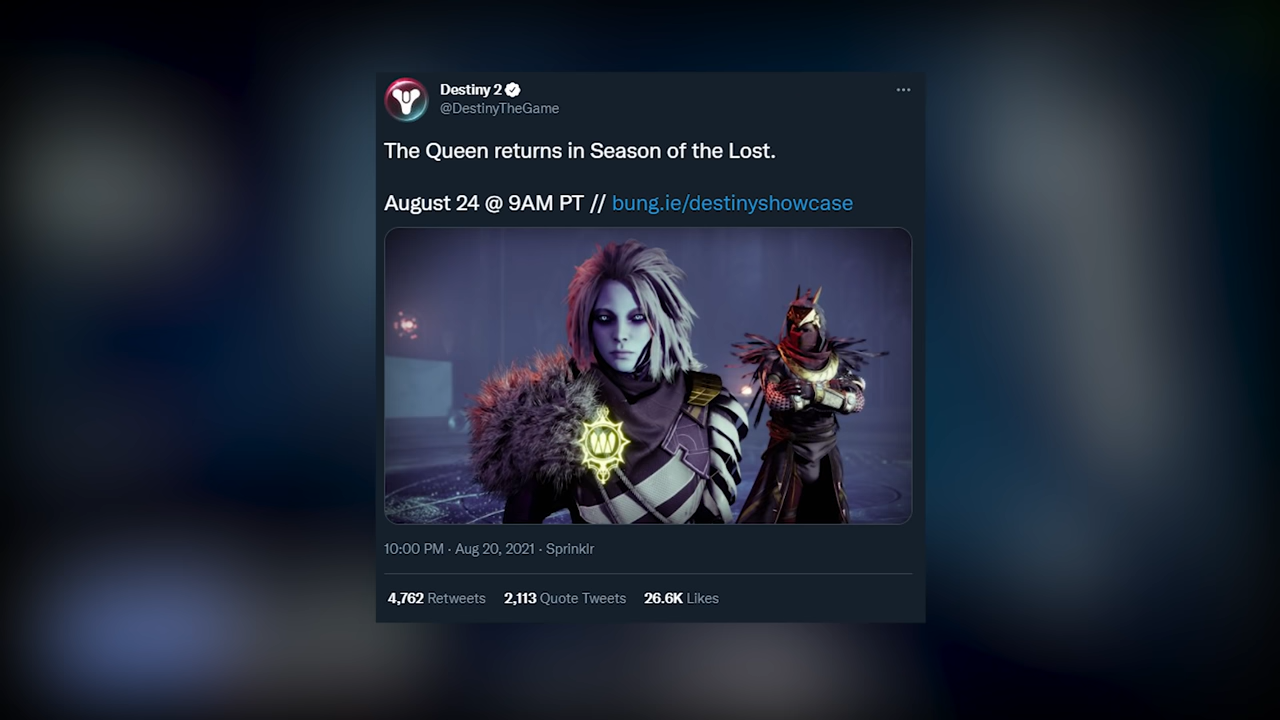 Destiny 2
@DestinyTheGame
The Queen returns in Season of the Lost.
August 24 @ 9AM PT // bung.ie/destinyshowcase
10:00 PM · Aug 20, 2021 · Sprinklr
4,762 Retweets 2,113 Quote Tweets 26.6K Likes